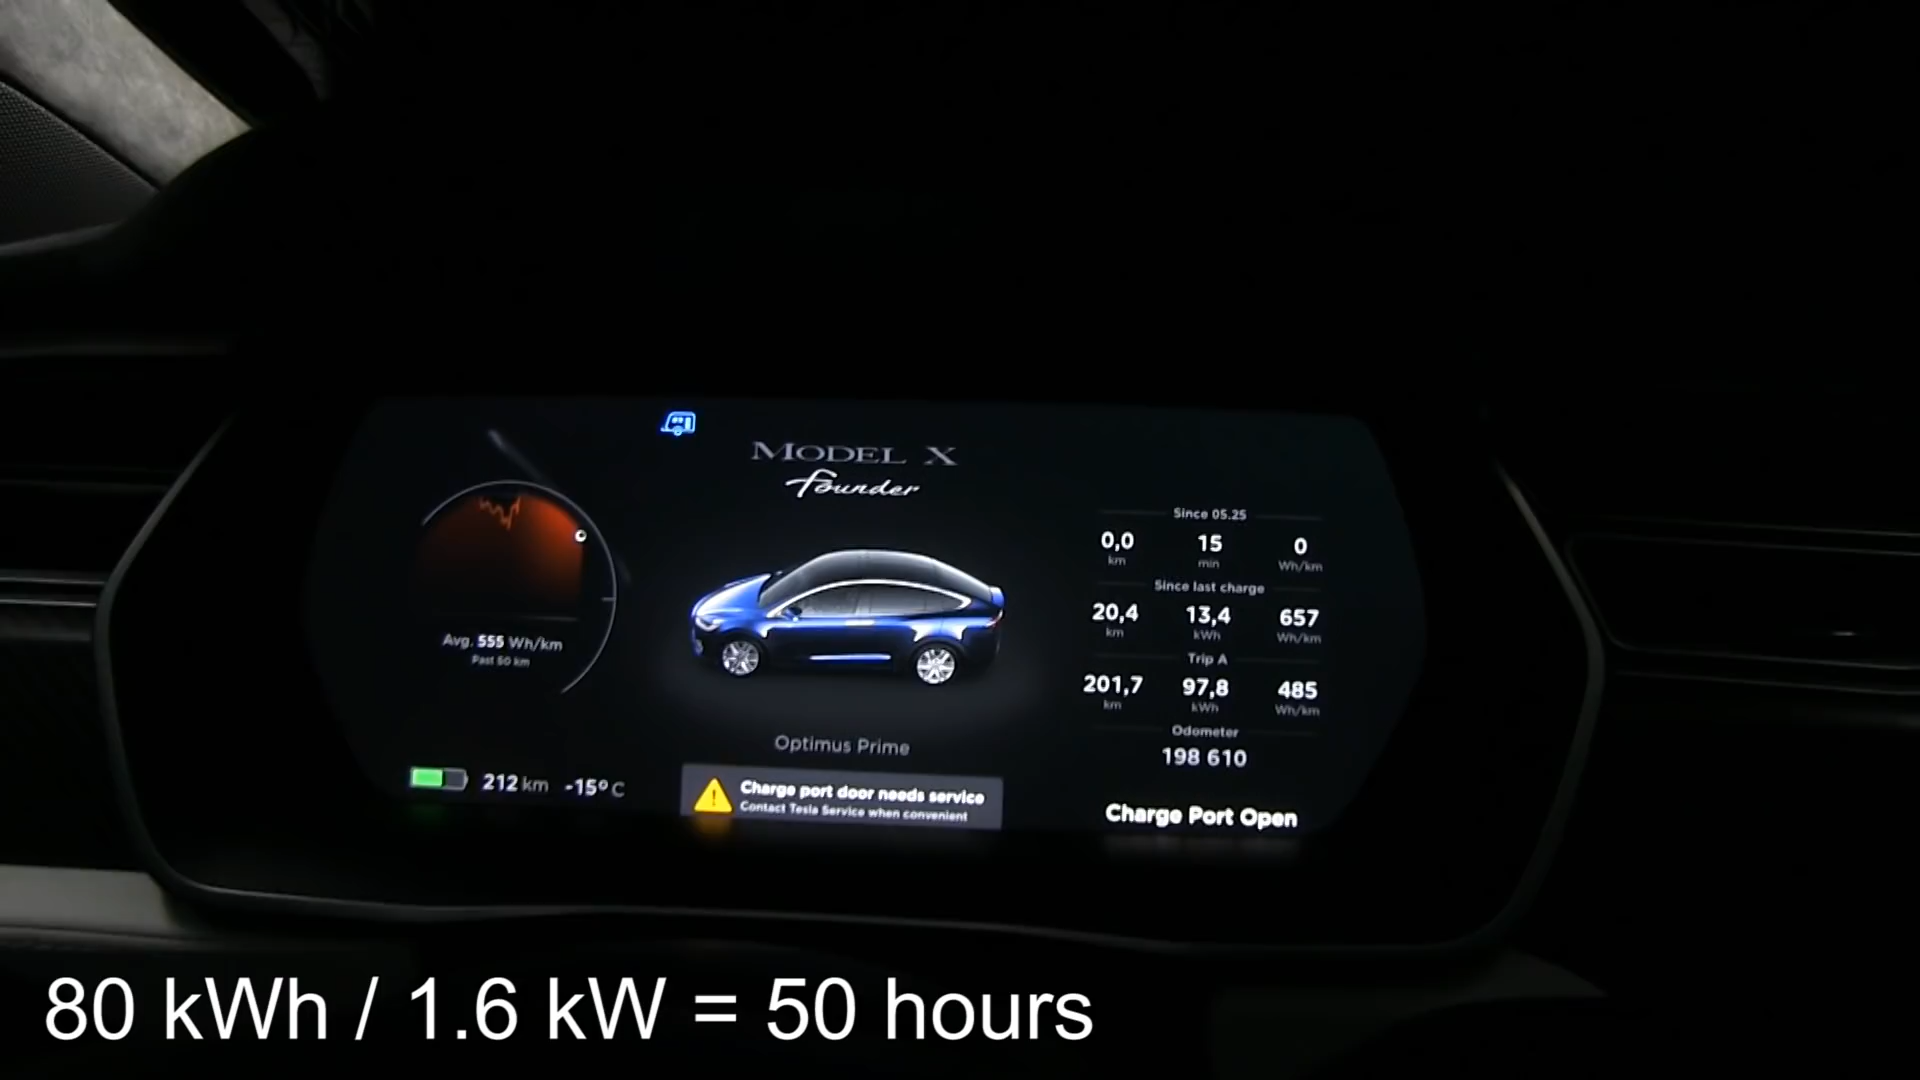 MODEL X
Founder
Since 05.25
0,0 15 0
km min Wh/km
Since last charge
20,4 13,4 657
km kWh Wh/km
Trip A
201,7 97,8 485
km kWh Wh/km
Odometer
198 610
Avg. 555 Wh/km
Past 50 km
Optimus Prime
212 km -15°C
Charge port door needs service
Contact Tesla Service when convenient
Charge Port Open
80 kWh / 1.6 kW = 50 hours